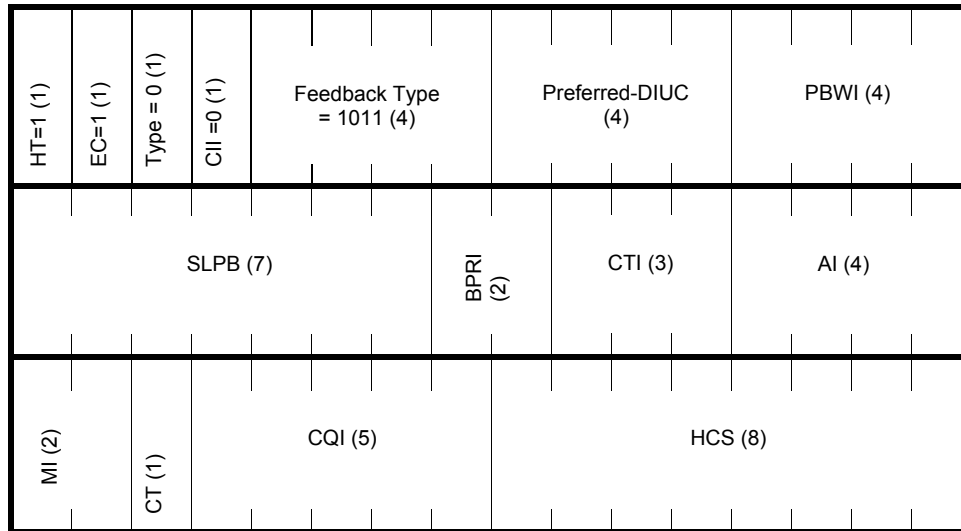 HT=1 (1)
EC=1 (1)
Type = 0 (1)
CII =0 (1)
Feedback Type
= 1011 (4)
Preferred-DIUC
(4)
PBWI (4)
SLPB (7)
BPRI
(2)
CTI (3)
AI (4)
MI (2)
CT (1)
CQI (5)
HCS (8)